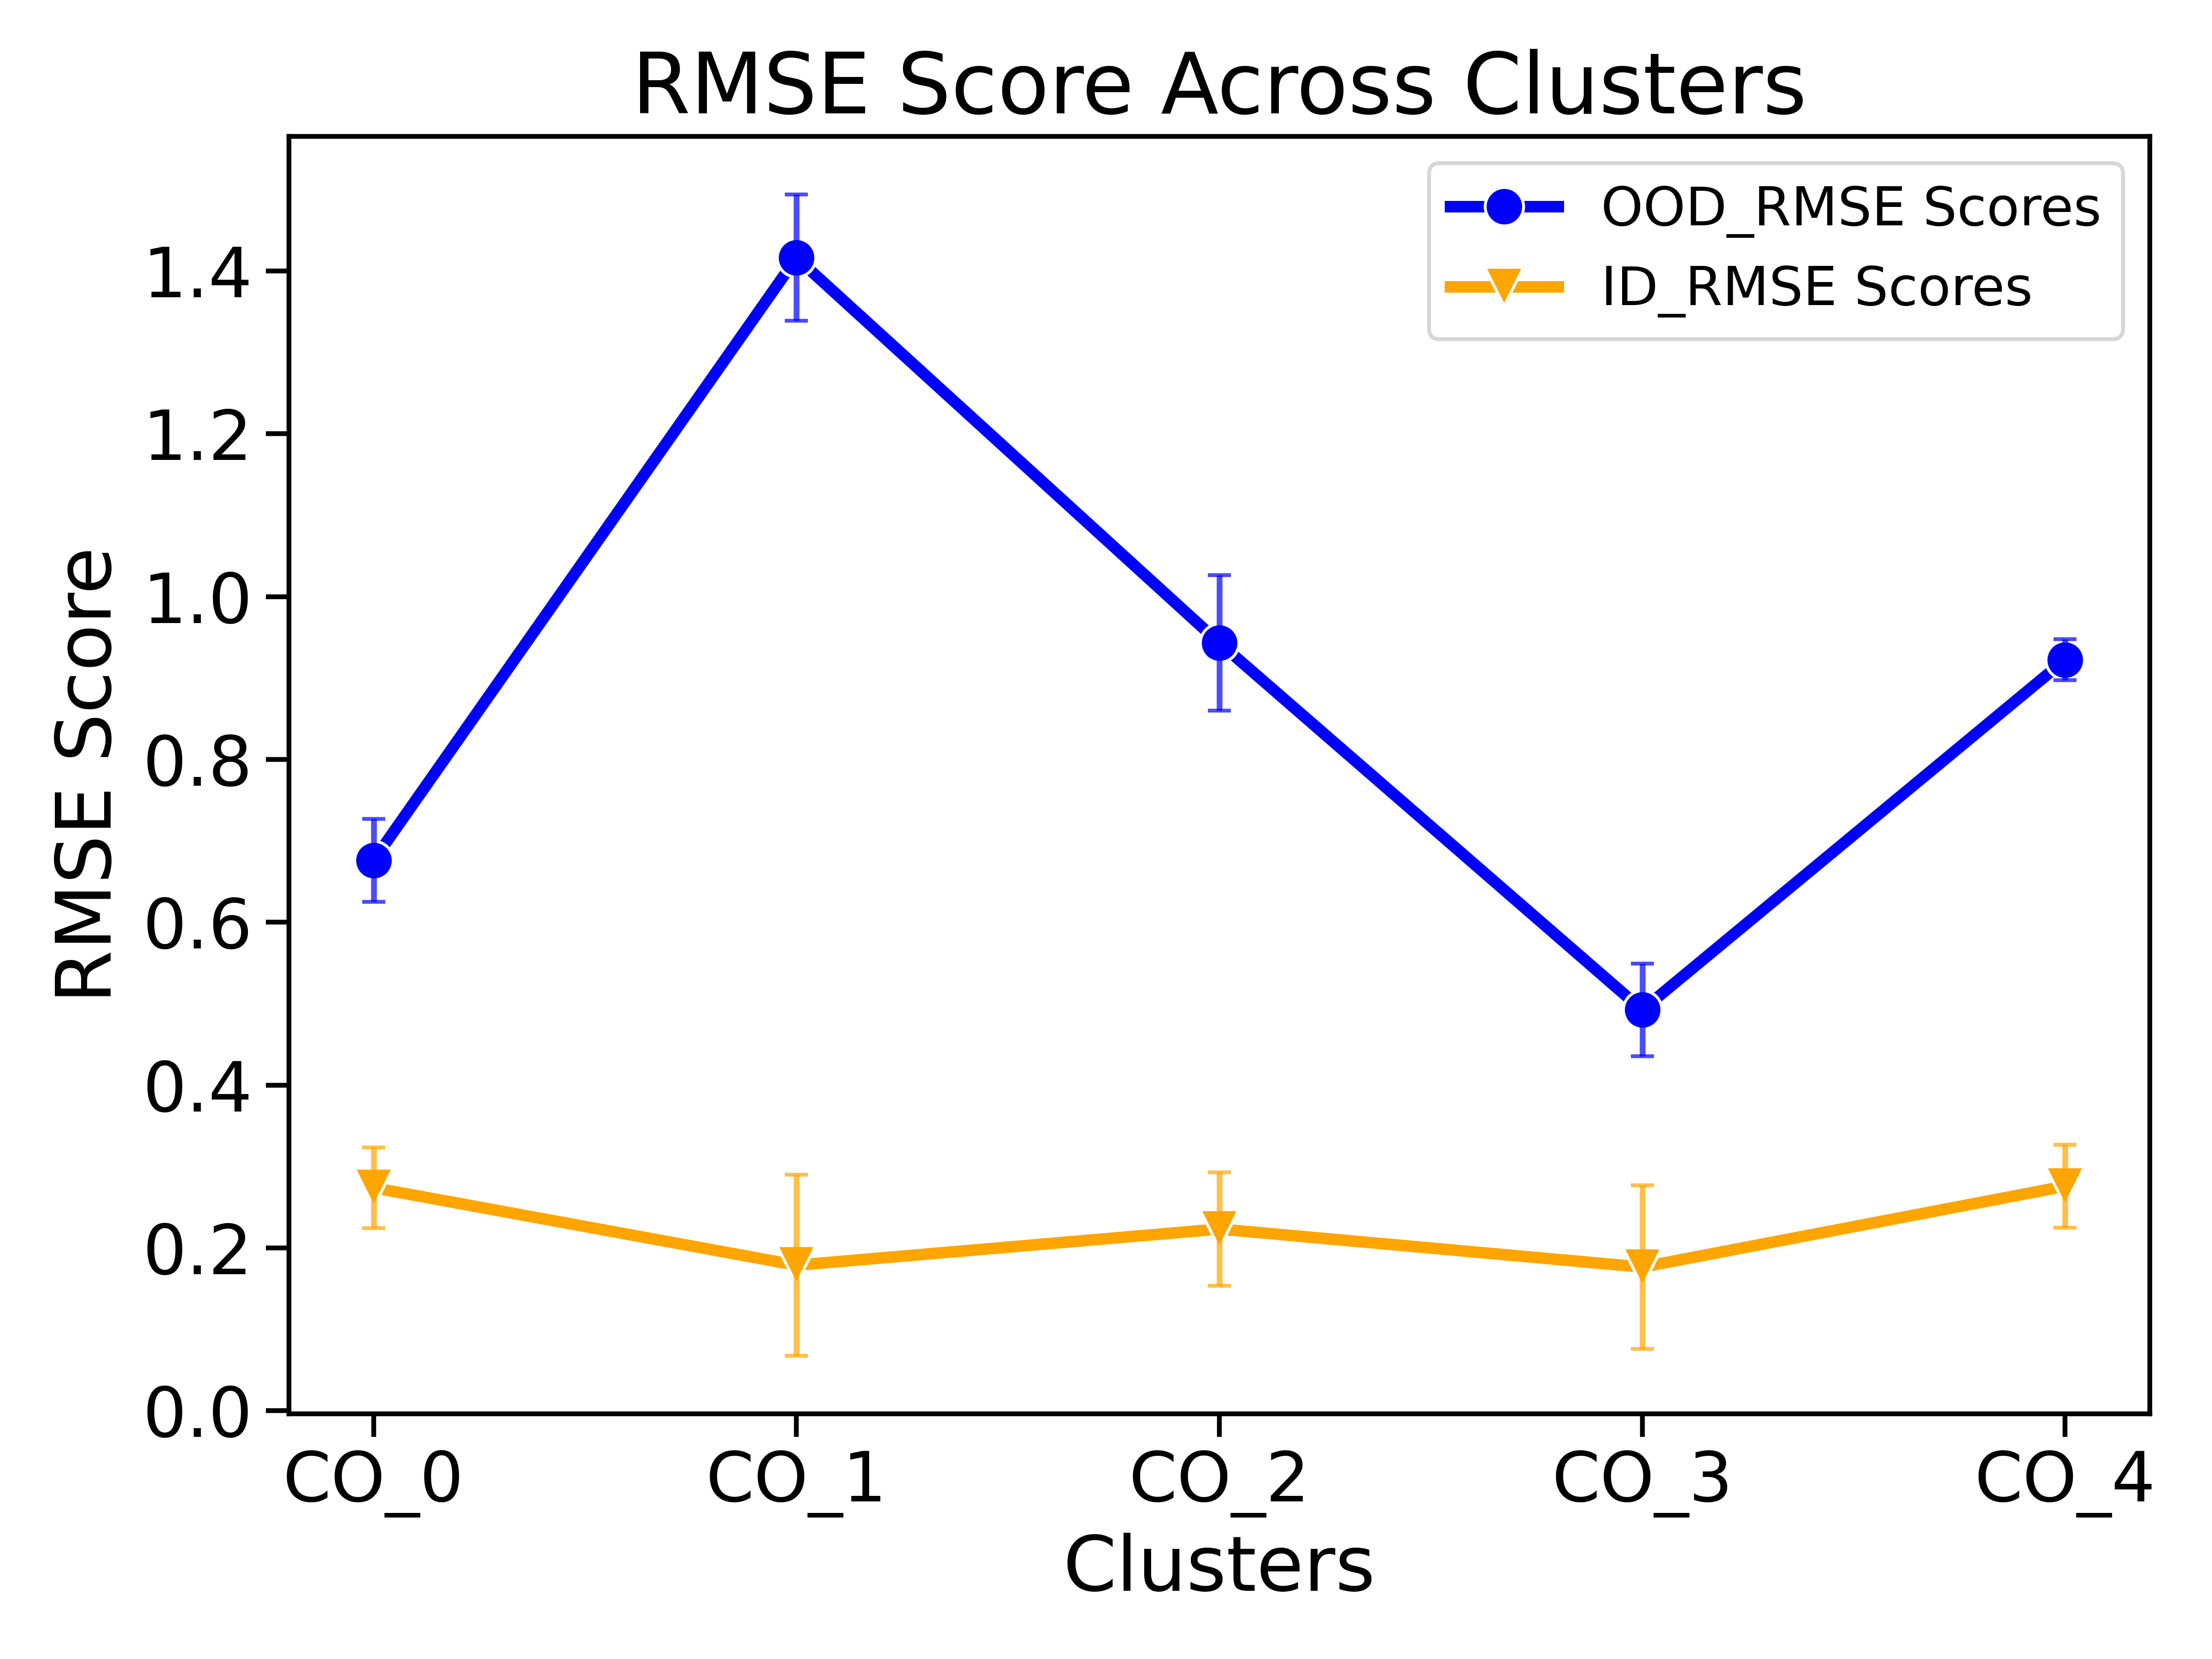 RMSE Score Across Clusters
OOD_RMSE Scores
ID_RMSE Scores
RMSE Score
1.4
1.2
1.0
0.8
0.6
0.4
0.2
0.0
CO_0 CO_1 CO_2 CO_3 CO_4
Clusters